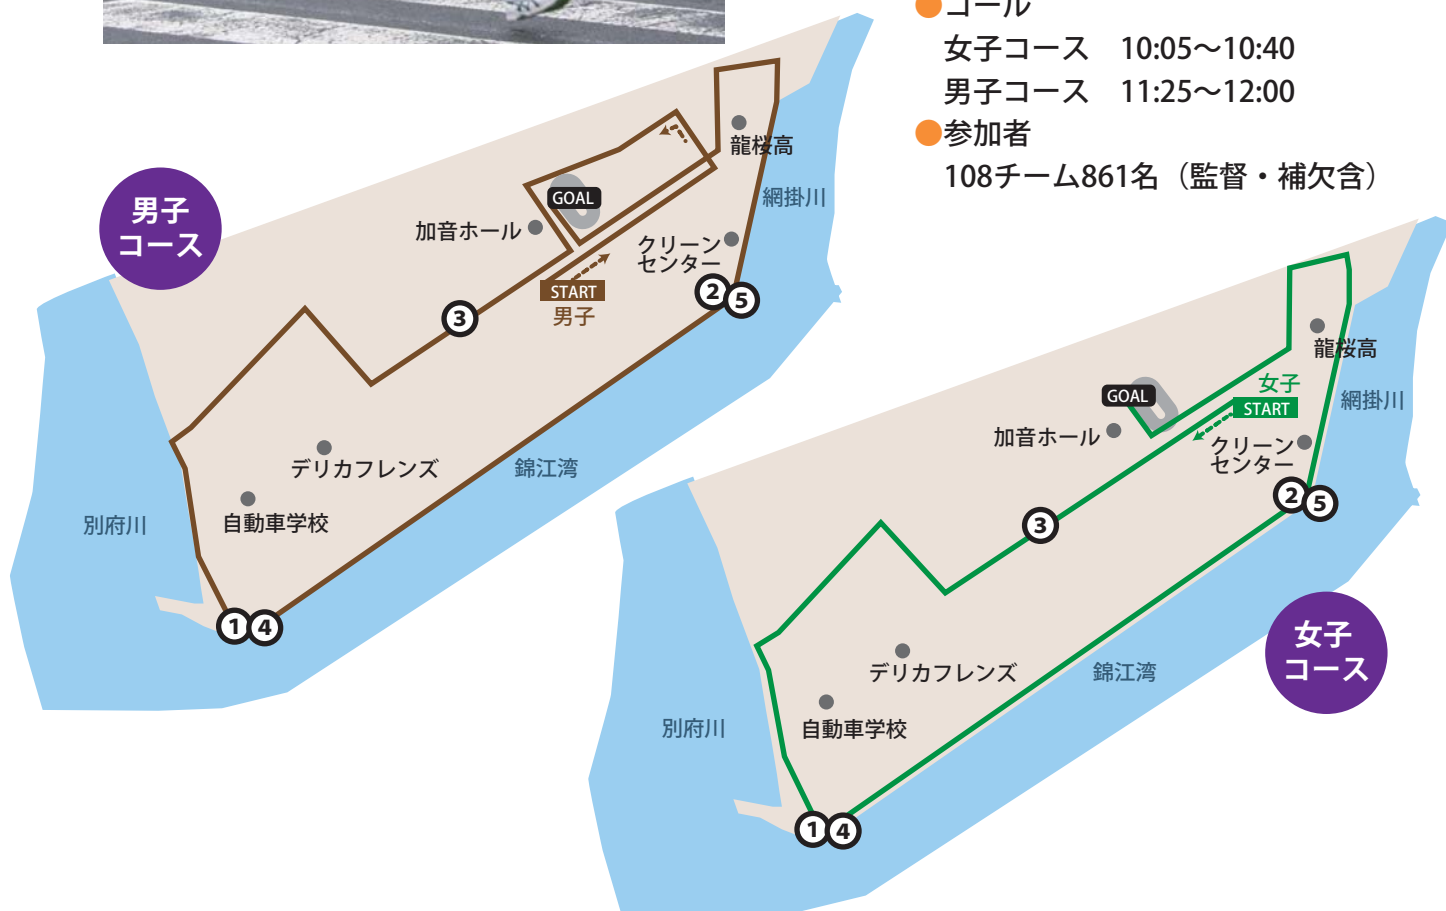 ●コール
女子コース 10:05～10:40
男子コース 11:25～12:00
●参加者
108チーム861名（監督・補欠含）
男子
コース
龍桜高
網掛川
GOAL
加音ホール
クリーン
センター
START
男子
2
5
3
デリカフレンズ
錦江湾
自動車学校
別府川
1
4
龍桜高
女子
START
網掛川
GOAL
加音ホール
クリーン
センター
2
5
3
女子
コース
デリカフレンズ
錦江湾
自動車学校
別府川
1
4